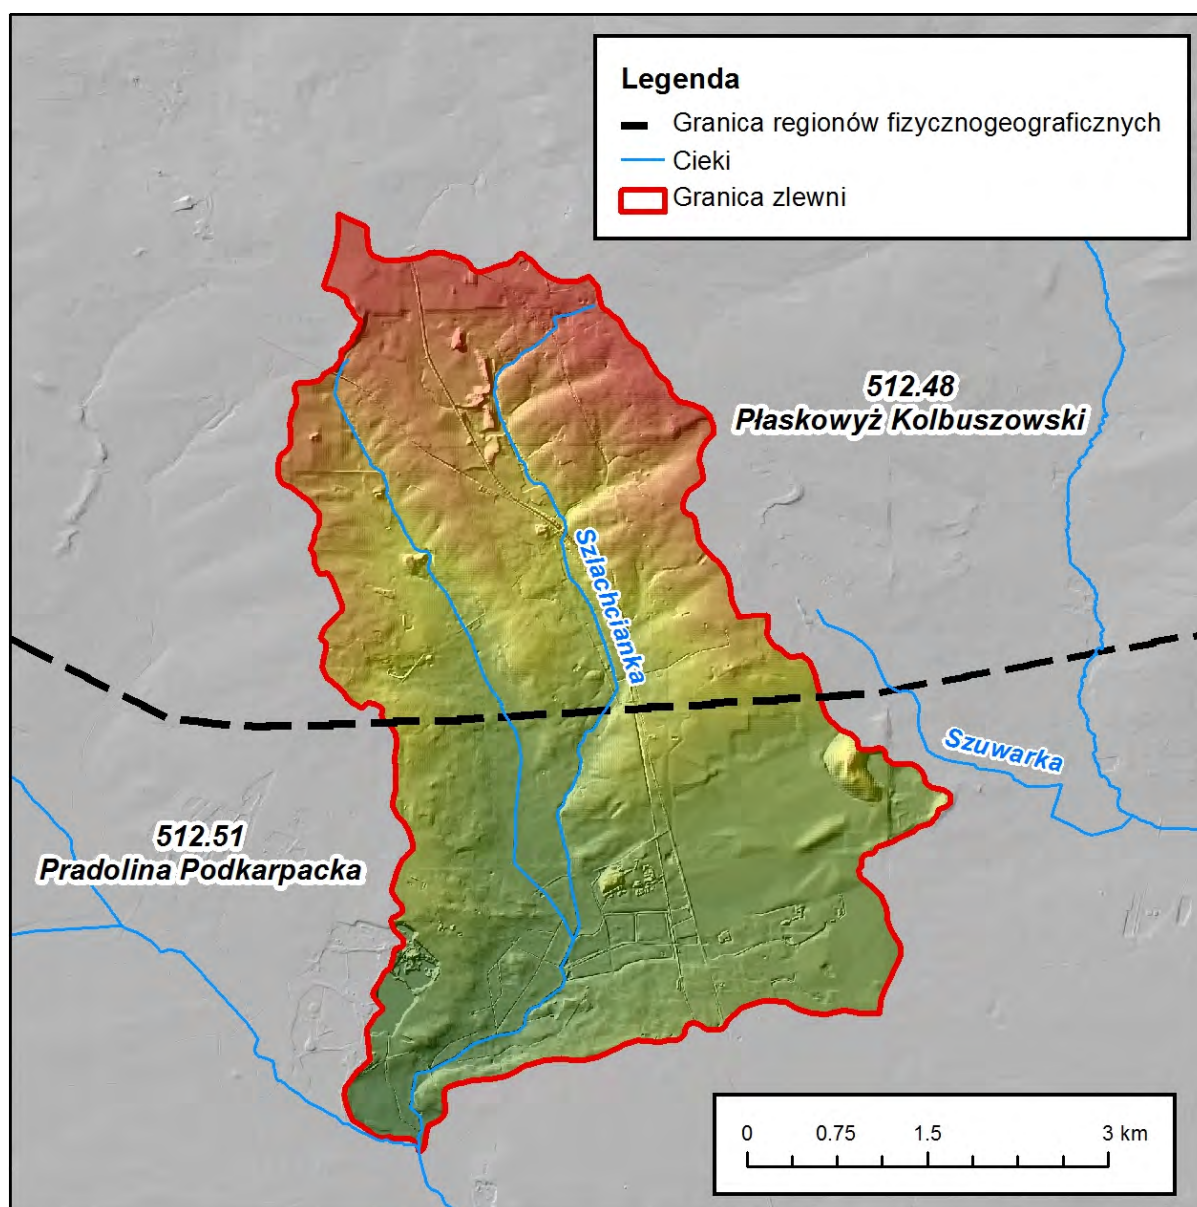 Legenda
Granica regionów fizycznogeograficznych
Cieki
Granica zlewni
512.48
Płaskowyż Kolbuszowski
Szlachcianka
Szuwarka
512.51
Pradolina Podkarpacka
0 0.75 1.5 3 km